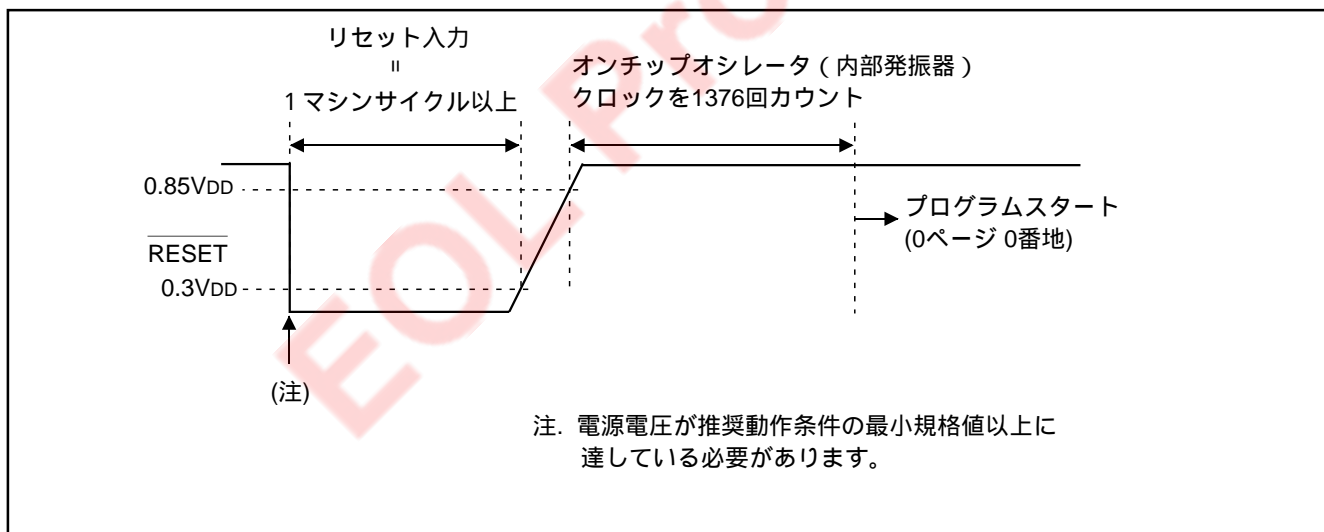 リセット入力
=
1 マシンサイクル以上
オンチップオシレータ（内部発振器）
クロックを1376回カウント
0.85VDD
RESET
0.3VDD
プログラムスタート
(0ページ 0番地)
(注)
注. 電源電圧が推奨動作条件の最小規格値以上に
達している必要があります。
EOL Pro